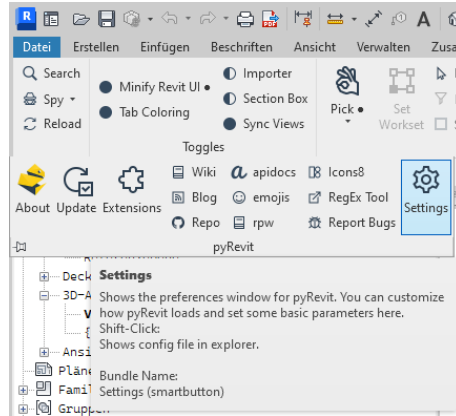 R
PDF
A
Datei Erstellen Einfügen Beschriften Ansicht Verwalten Zusa
Search
Spy
Reload
Minify Revit UI
Tab Coloring
Importer
Section Box
Sync Views
Pick
Set
Workset
Toggles
About Update Extensions
Wiki apidocs Icons8
Blog emojis RegEx Tool
Repo rpw Report Bugs
Settings
pyRevit
Deck
3D-A
V
{
Ansi
Pläne
Famil
Gruppen
Settings
Shows the preferences window for pyRevit. You can customize
how pyRevit loads and set some basic parameters here.
Shift-Click:
Shows config file in explorer.
Bundle Name:
Settings (smartbutton)